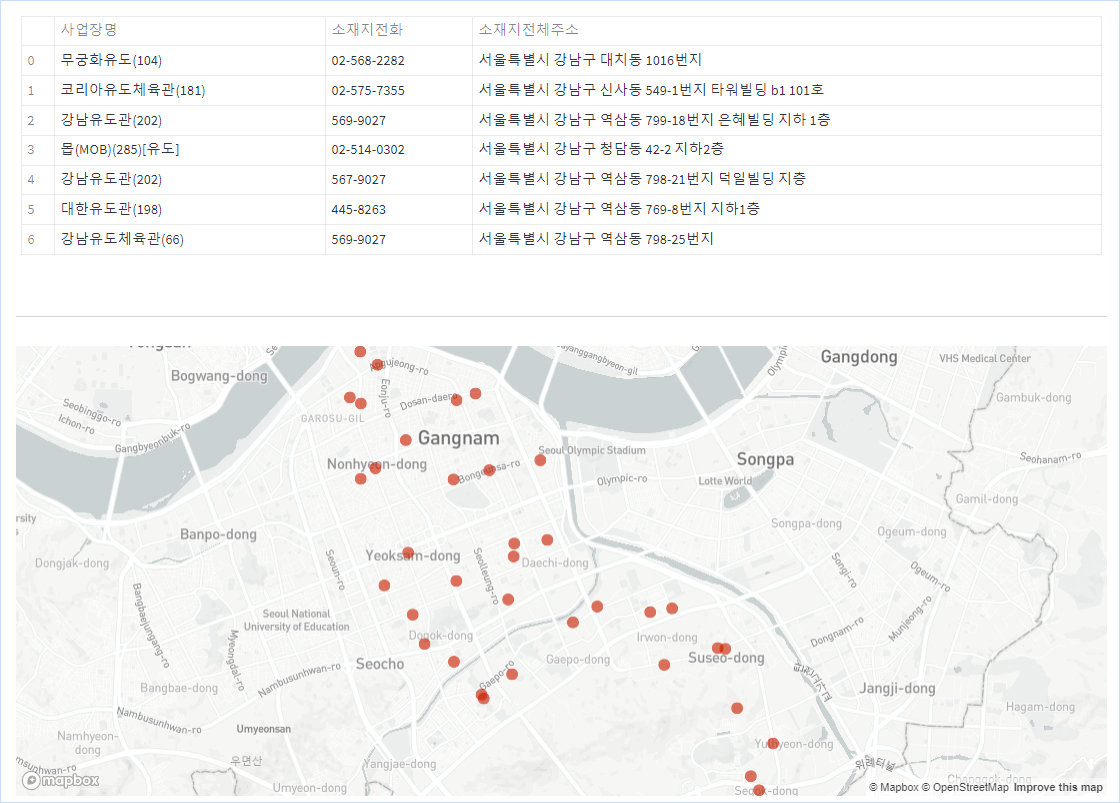 사업장명 소재지전화 소재지전체주소
0 무궁화유도(104) 02-568-2282 서울특별시 강남구 대치동 1016번지
1 코리아유도체육관(181) 02-575-7355 서울특별시 강남구 신사동 549-1번지 타워빌딩 b1 101호
2 강남유도관(202) 569-9027 서울특별시 강남구 역삼동 799-18번지 은혜빌딩 지하 1층
3 몹(MOB)(285)[유도] 02-514-0302 서울특별시 강남구 청담동 42-2 지하2층
4 강남유도관(202) 567-9027 서울특별시 강남구 역삼동 798-21번지 덕일빌딩 지층
5 대한유도관(198) 445-8263 서울특별시 강남구 역삼동 769-8번지 지하1층
6 강남유도체육관(66) 569-9027 서울특별시 강남구 역삼동 798-25번지
Gangdong
VHS Medical Center
Bogwang-dong
Eonju-ro
Gambuk-dong
Seobinggo-ro
Ichon-ro
Dosan-daero
GAROSU-GIL
Gangbyeonbuk-ro
Gangnam
Seoul Olympic Stadium
Songpa
Nonhyeon-dong
Bongeunsa-ro
Olympic-ro
Lotte World
Seohanam-ro
Gamil-dong
Songpa-dong
Ogeum-dong
Banpo-dong
Dongjak-dong
Yeoksam-dong
Seolleung-ro
Daechi-dong
Seoun-ro
Songi-ro
Ogeum-ro
Bangbaejungang-ro
Seoul National
University of Education
Munjeong-ro
Dongnam-ro
Myeongdal-ro
Dogok-dong
Irwon-dong
Seocho
Gaepo-dong
Suseo-dong
Nambusunhwan-ro
Gaepo-ro
Bangbae-dong
Jangji-dong
Hagam-dong
Nambusunhwan-ro
Umyeonsan
Namhyeon-
dong
우면산
Yangjae-dong
Yulhyeon-dong
위례터널
Umyeon-dong
Segok-dong
Changgok-dong
mapbox
© Mapbox © OpenStreetMap Improve this map